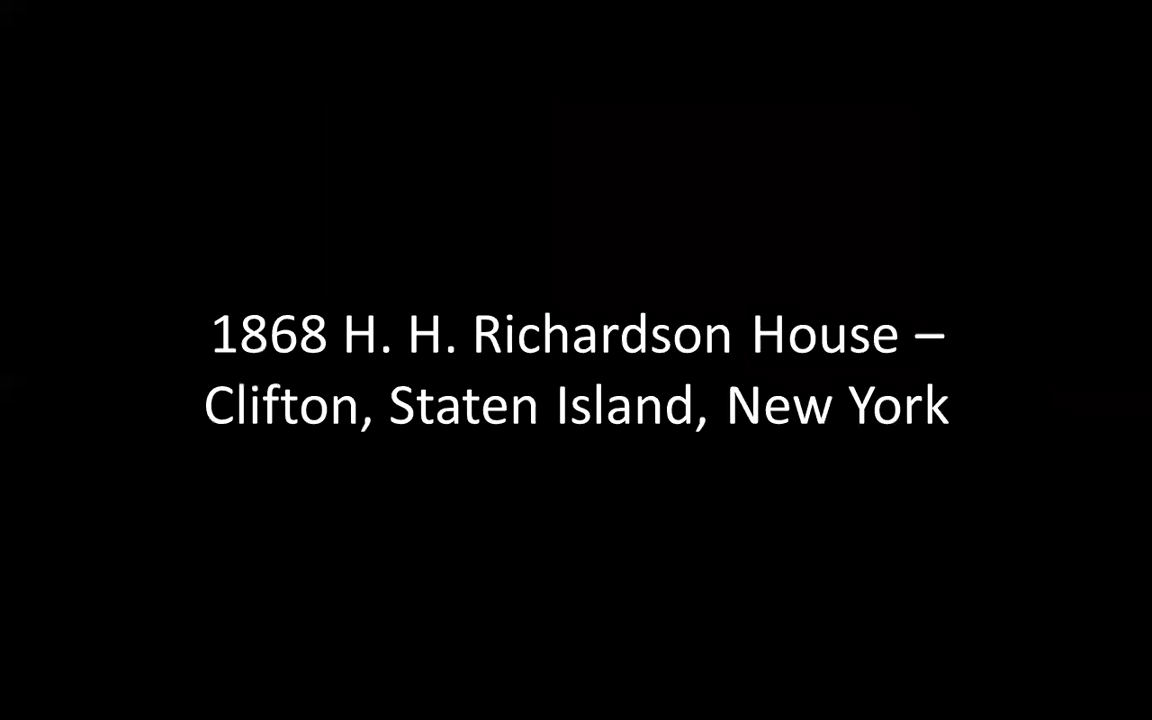 1868 H. H. Richardson House –
Clifton, Staten Island, New York